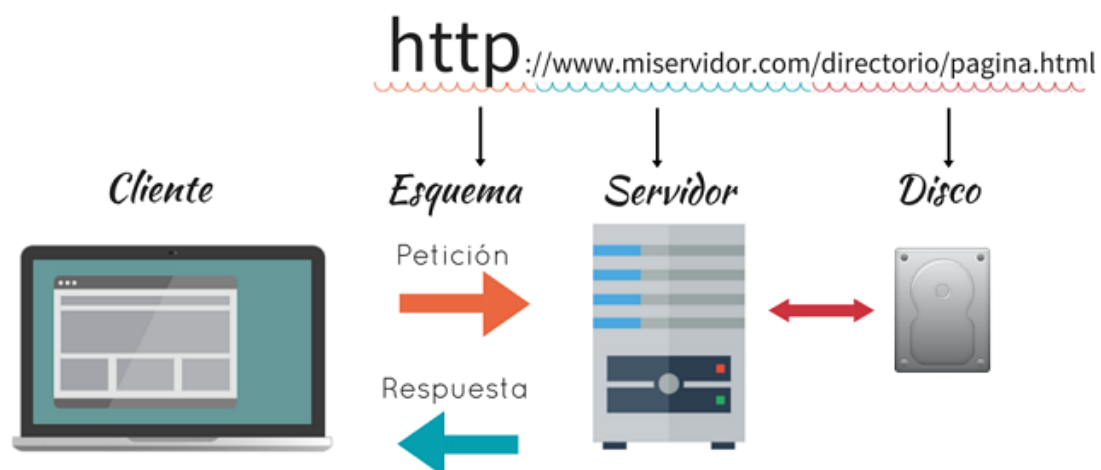 http://www.miservidor.com/directorio/pagina.html
Cliente
Esquema
Servidor
Disco
Petición
Respuesta